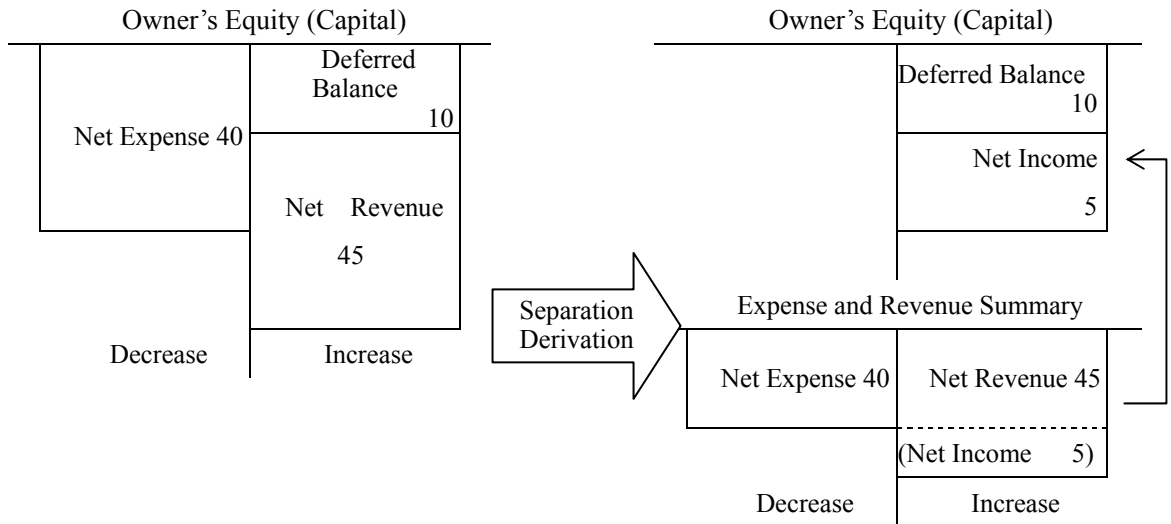 Owner’s Equity (Capital)
Deferred
Balance
10
Net Expense 40
Net Revenue
45
Decrease Increase
Separation
Derivation
Owner’s Equity (Capital)
Deferred Balance
10
Net Income
5
Expense and Revenue Summary
Net Expense 40 Net Revenue 45
(Net Income 5)
Decrease Increase